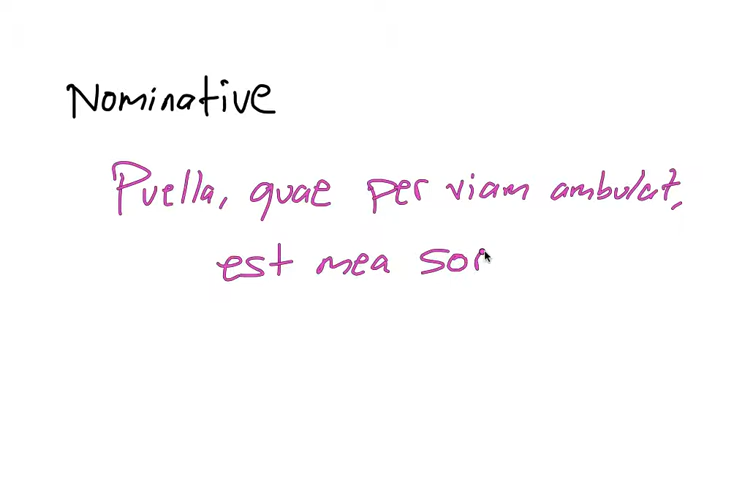 Nominative
Puella, quae per viam ambulat,
est mea sor